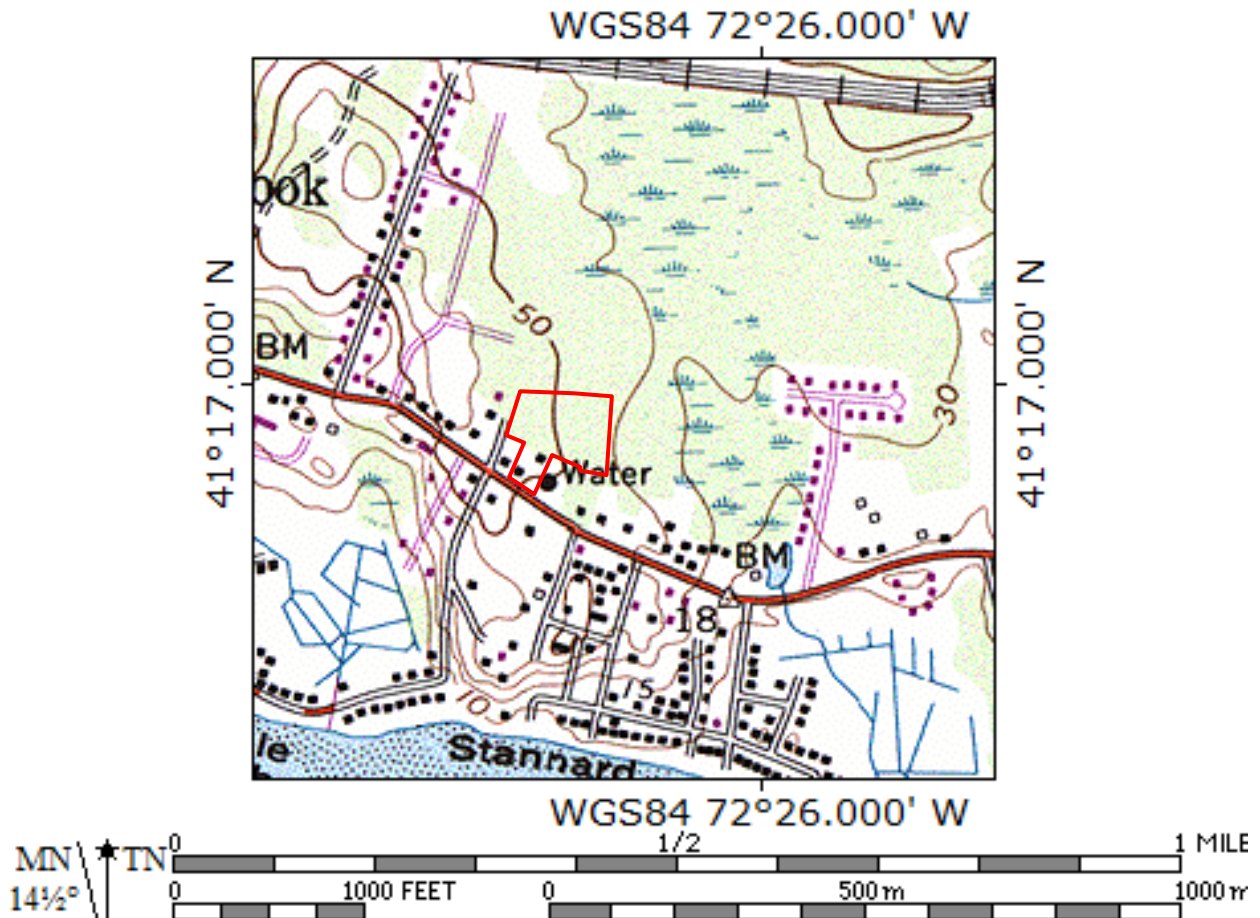 WGS84 72°26.000' W
ook
50
BM
41°17.000' N
41°17.000' N
30
Water
BM
18
15
10
le
Stannard
WGS84 72°26.000' W
0 1/2 1 MILE
MN TN
14½°
0 1000 FEET 0 500 m 1000 m